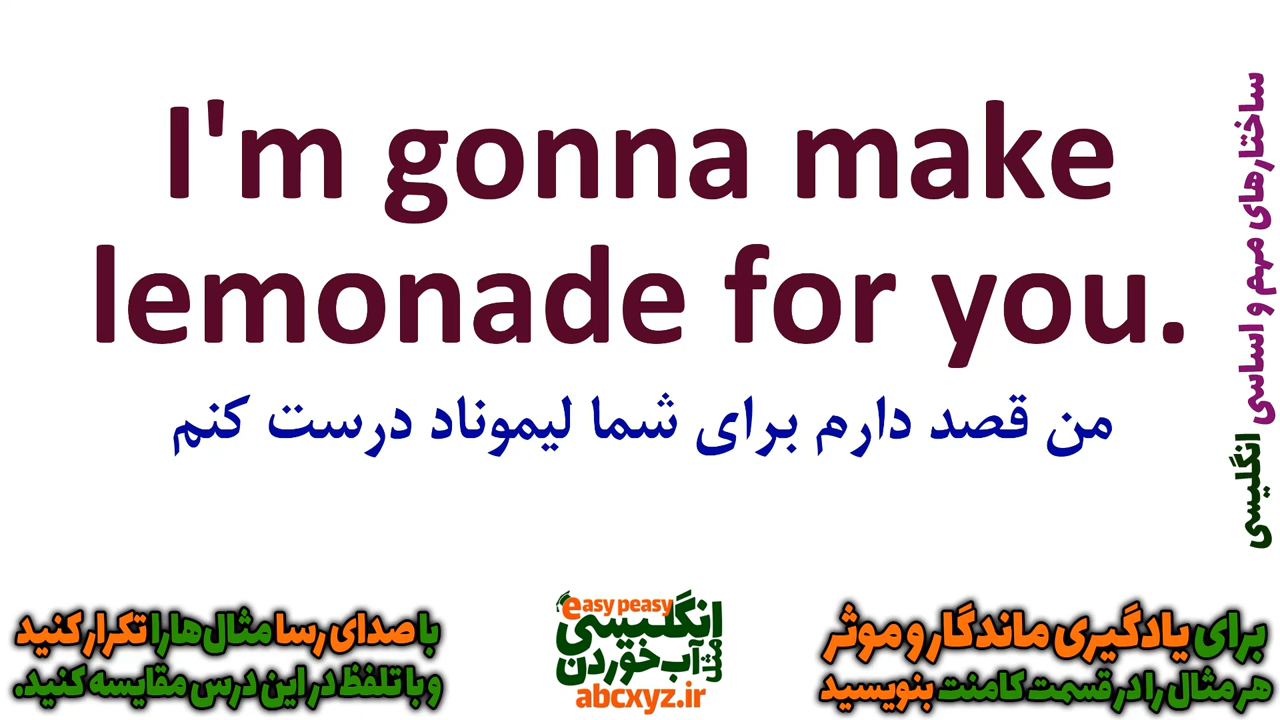 I'm gonna make
lemonade for you.
من قصد دارم برای شما لیموناد درست کنم
ساختارهای مهم و اساسی انگلیسی
برای یادگیری ماندگار و موثر
هر مثال را در قسمت کامنت بنویسید
easy peasy
انگلیسی
مثل آب خوردن
abcxyz.ir
با صدای رسا مثال‌ها را تکرار کنید
و با تلفظ در این درس مقایسه کنید.